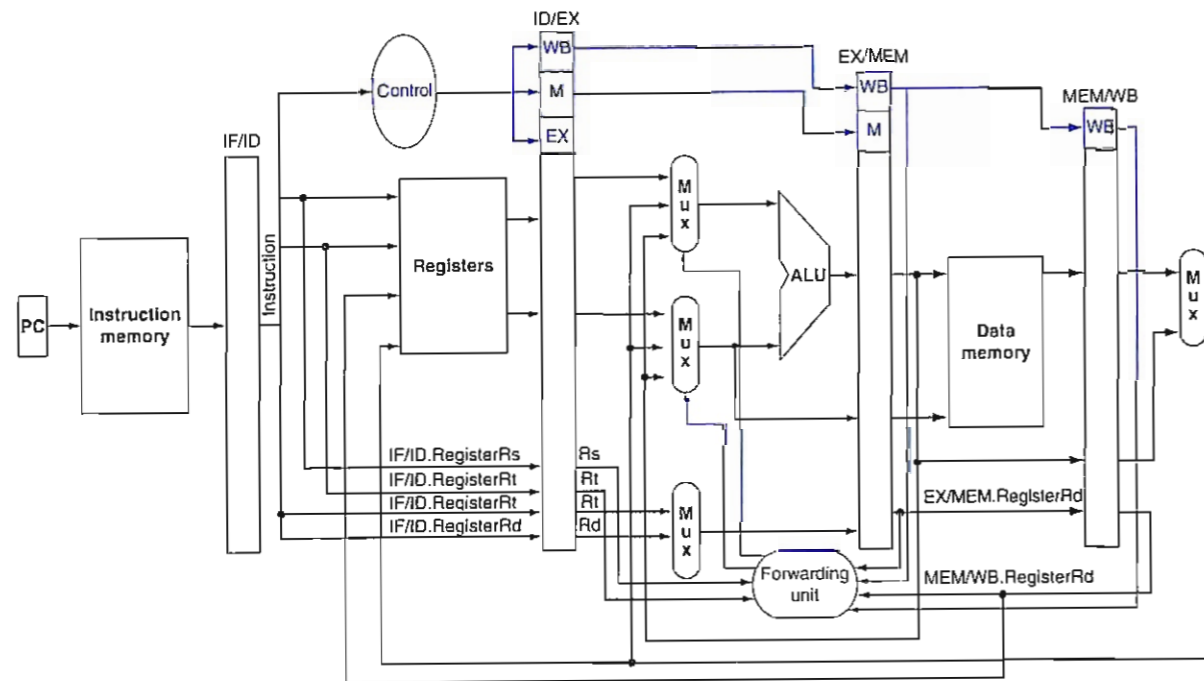 ID/EX
WB
M
EX
Control
EX/MEM
WB
M
MEM/WB
WB
IF/ID
Instruction
PC
Instruction
memory
Registers
M
u
x
M
u
x
ALU
Data
memory
M
u
x
IF/ID.RegisterRs
IF/ID.RegisterRt
IF/ID.RegisterRt
IF/ID.RegisterRd
Rs
Rt
Rt
Rd
M
u
x
EX/MEM.RegisterRd
Forwarding
unit
MEM/WB.RegisterRd